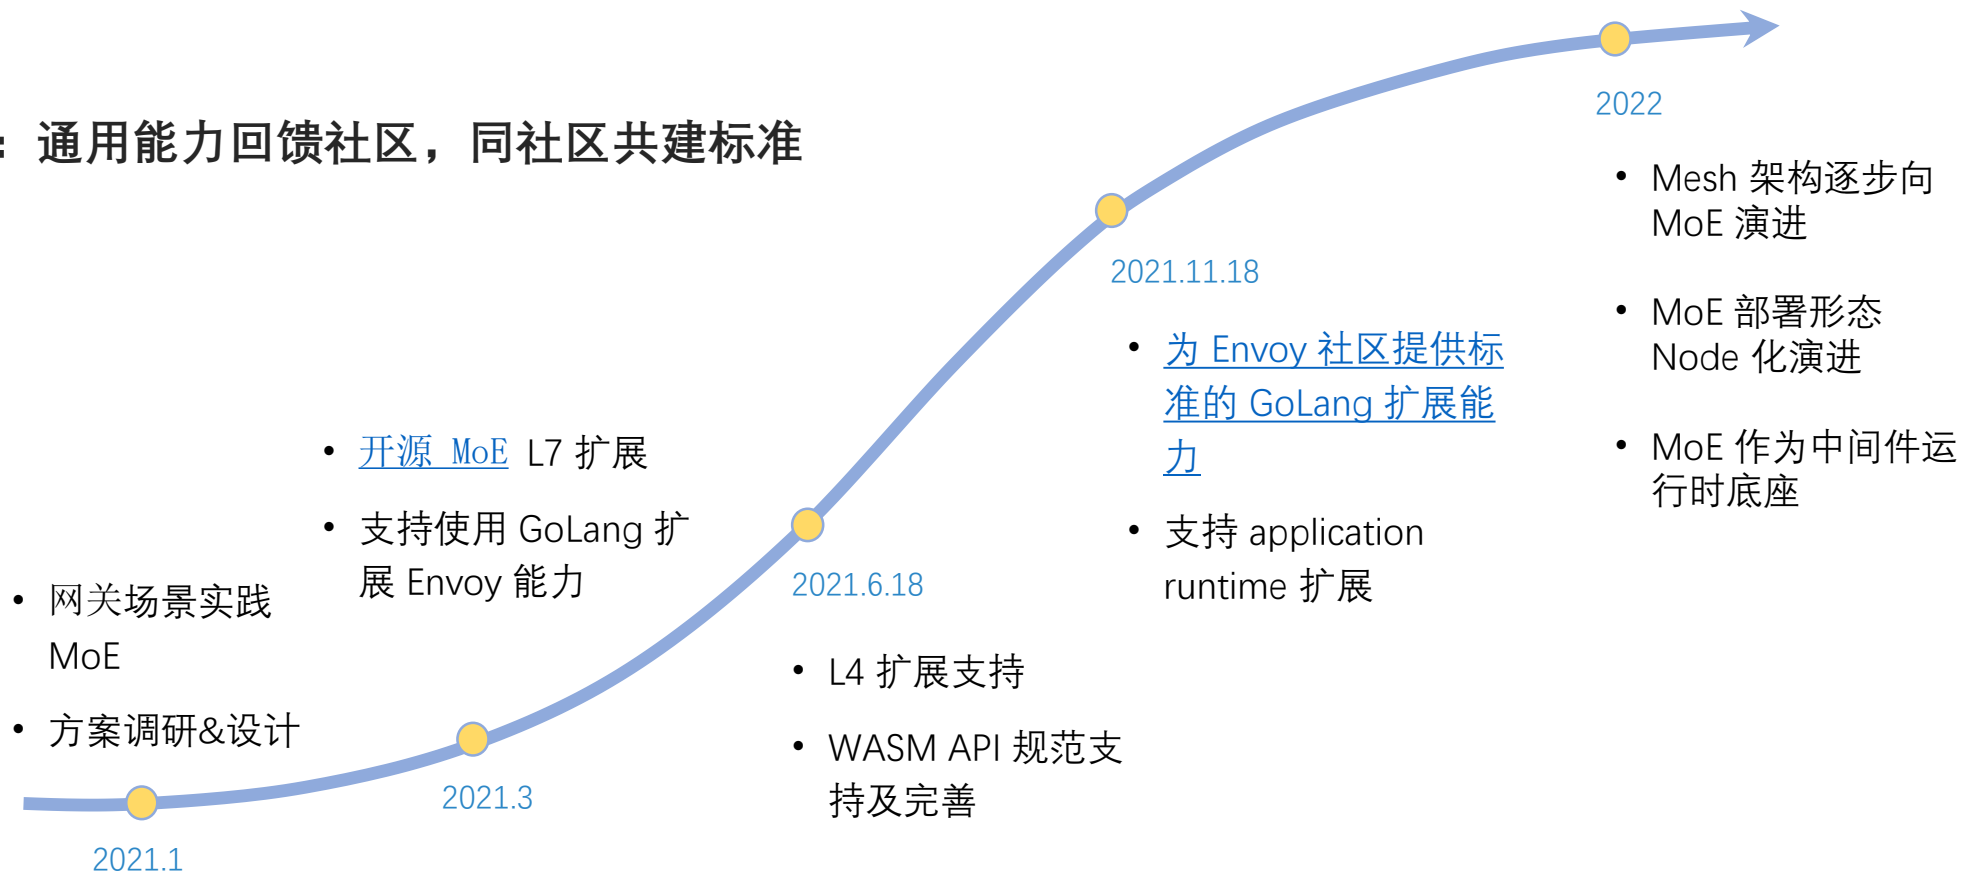 ：通用能力回馈社区，同社区共建标准
2022
• Mesh 架构逐步向
MoE 演进
• MoE 部署形态
Node 化演进
• MoE 作为中间件运
行时底座
2021.11.18
• 为 Envoy 社区提供标
准的 GoLang 扩展能
力
• 支持 application
runtime 扩展
• 开源 MoE L7 扩展
• 支持使用 GoLang 扩
展 Envoy 能力
2021.6.18
• L4 扩展支持
• WASM API 规范支
持及完善
• 网关场景实践
MoE
• 方案调研&设计
2021.3
2021.1